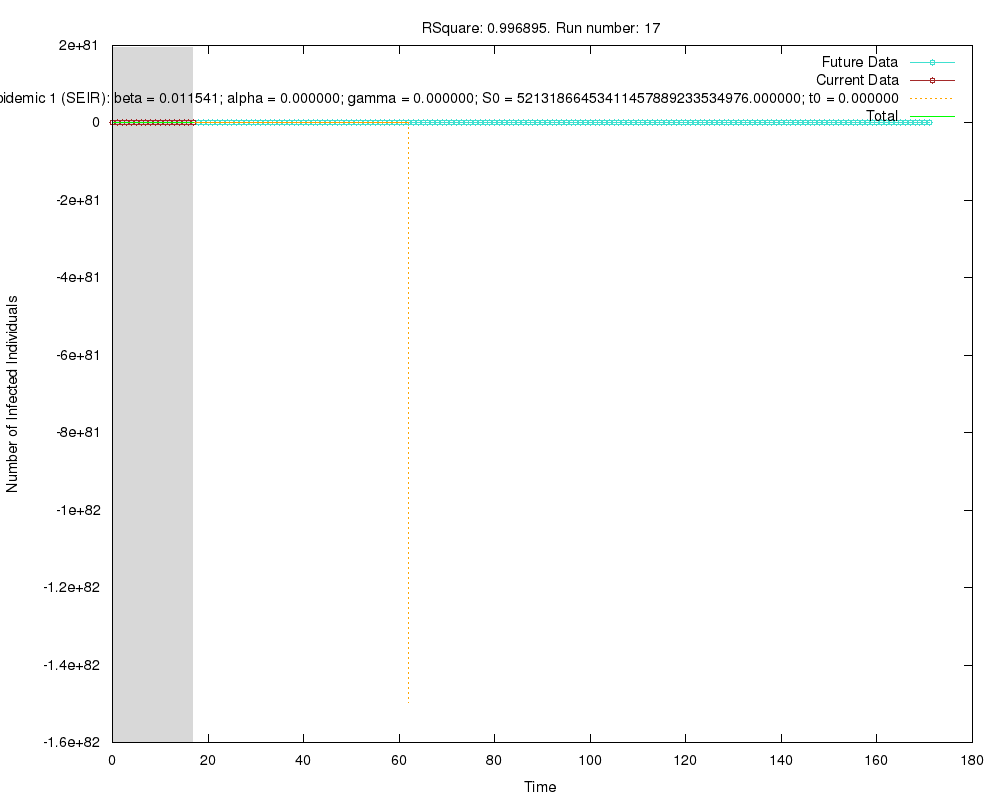 RSquare: 0.996895. Run number: 17
2e+81
0
-2e+81
-4e+81
-6e+81
-8e+81
-1e+82
-1.2e+82
-1.4e+82
-1.6e+82
Number of Infected Individuals
Future Data
Current Data
pidemic 1 (SEIR): beta = 0.011541; alpha = 0.000000; gamma = 0.000000; S0 = 52131866453411457889233534976.000000; t0 = 0.000000
Total
0 20 40 60 80 100 120 140 160 180
Time